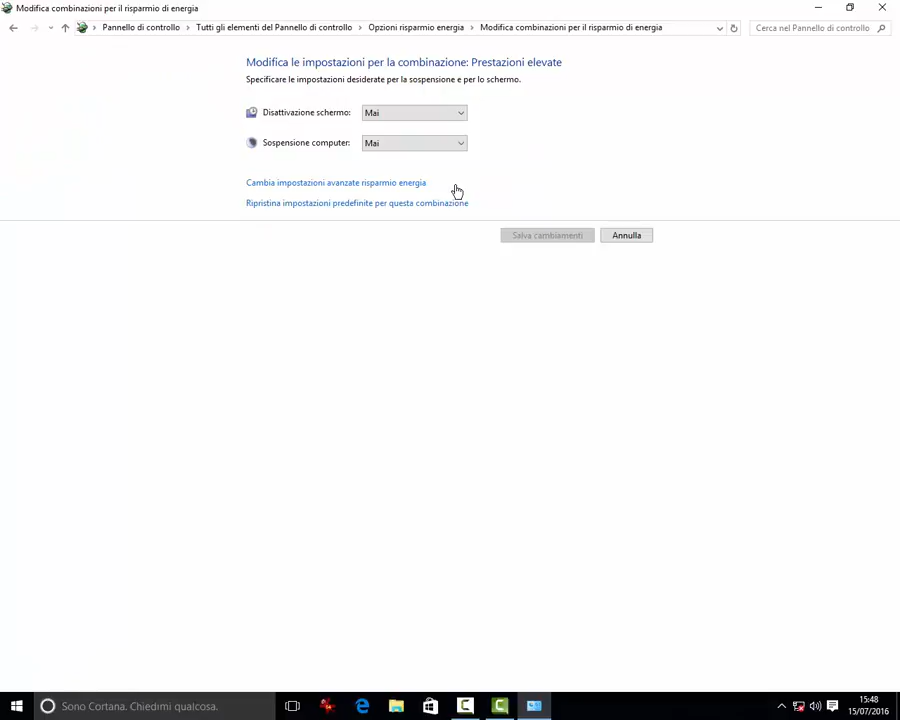 Modifica combinazioni per il risparmio di energia
Pannello di controllo > Tutti gli elementi del Pannello di controllo > Opzioni risparmio energia > Modifica combinazioni per il risparmio di energia
Cerca nel Pannello di controllo
Modifica le impostazioni per la combinazione: Prestazioni elevate
Specificare le impostazioni desiderate per la sospensione e per lo schermo.
Disattivazione schermo: Mai
Sospensione computer: Mai
Cambia impostazioni avanzate risparmio energia
Ripristina impostazioni predefinite per questa combinazione
Salva cambiamenti
Annulla
Sono Cortana. Chiedimi qualcosa.
15:48
15/07/2016